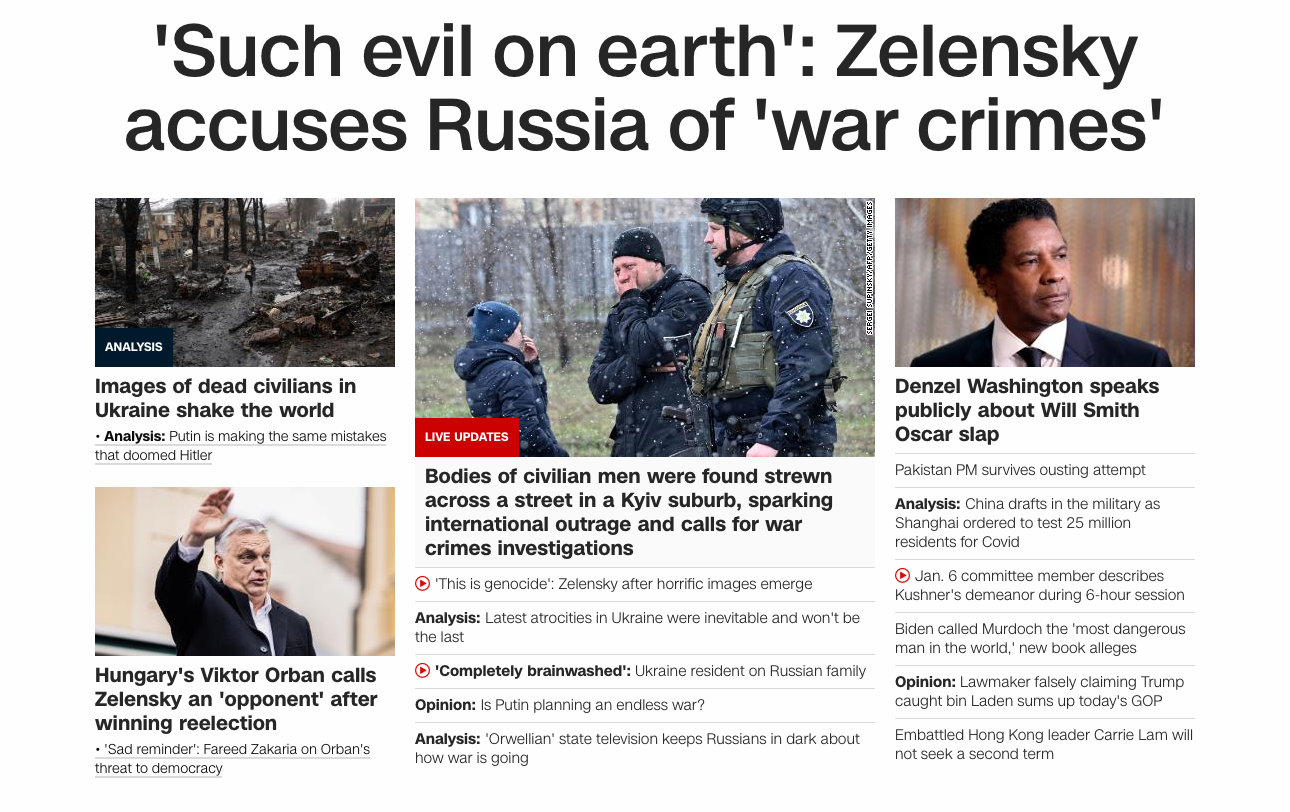 'Such evil on earth': Zelensky
accuses Russia of 'war crimes'
ANALYSIS
Images of dead civilians in
Ukraine shake the world
• Analysis: Putin is making the same mistakes
that doomed Hitler
Hungary's Viktor Orban calls
Zelensky an 'opponent' after
winning reelection
• 'Sad reminder': Fareed Zakaria on Orban's
threat to democracy
SERGEI SUPINSKY/AFP/GETTY IMAGES
LIVE UPDATES
Bodies of civilian men were found strewn
across a street in a Kyiv suburb, sparking
international outrage and calls for war
crimes investigations
'This is genocide': Zelensky after horrific images emerge
Analysis: Latest atrocities in Ukraine were inevitable and won't be
the last
'Completely brainwashed': Ukraine resident on Russian family
Opinion: Is Putin planning an endless war?
Analysis: 'Orwellian' state television keeps Russians in dark about
how war is going
Denzel Washington speaks
publicly about Will Smith
Oscar slap
Pakistan PM survives ousting attempt
Analysis: China drafts in the military as
Shanghai ordered to test 25 million
residents for Covid
Jan. 6 committee member describes
Kushner's demeanor during 6-hour session
Biden called Murdoch the 'most dangerous
man in the world,' new book alleges
Opinion: Lawmaker falsely claiming Trump
caught bin Laden sums up today's GOP
Embattled Hong Kong leader Carrie Lam will
not seek a second term